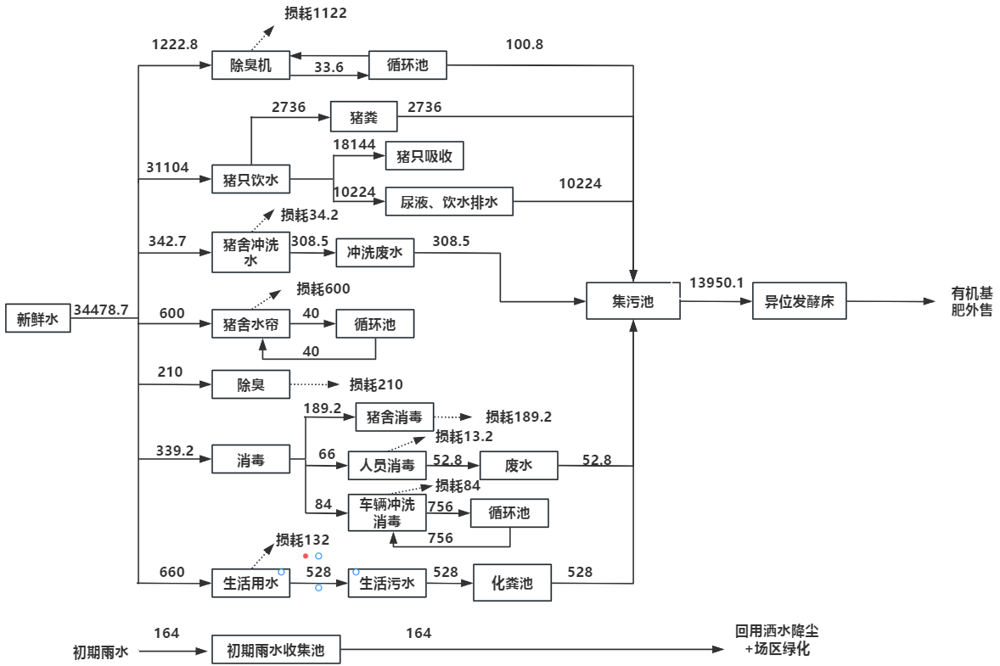 损耗1122
1222.8
100.8
除臭机
33.6
循环池
2736
猪粪
2736
18144
猪只吸收
31104
猪只饮水
10224
尿液、饮水排水
10224
损耗34.2
342.7
猪舍冲洗
水
308.5
冲洗废水
308.5
损耗600
集污池
13950.1
异位发酵床
有机基
肥外售
新鲜水
34478.7
600
猪舍水帘
40
循环池
40
210
除臭
损耗210
189.2
猪舍消毒
损耗189.2
损耗13.2
339.2
消毒
66
人员消毒
52.8
废水
52.8
损耗84
84
车辆冲洗
消毒
756
循环池
756
损耗132
660
生活用水
528
生活污水
528
化粪池
528
初期雨水
164
初期雨水收集池
164
回用洒水降尘
+场区绿化